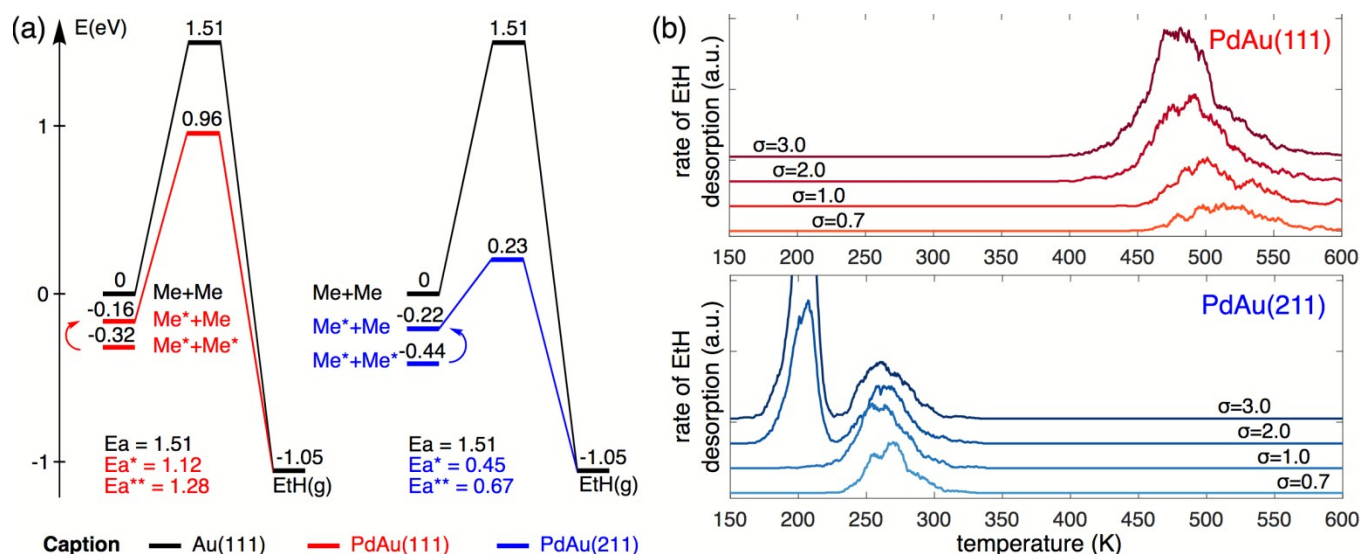 (a)
E(eV)
1
0
-1
1.51
0.96
0
-0.16
-0.32
Me+Me
Me*+Me
Me*+Me*
Ea = 1.51
Ea* = 1.12
Ea** = 1.28
-1.05
EtH(g)
1.51
0.23
0
-0.22
-0.44
Me+Me
Me*+Me
Me*+Me*
Ea = 1.51
Ea* = 0.45
Ea** = 0.67
-1.05
EtH(g)
Caption Au(111) PdAu(111) PdAu(211)
(b)
PdAu(111)
rate of EtH
desorption (a.u.)
σ=3.0
σ=2.0
σ=1.0
σ=0.7
150 200 250 300 350 400 450 500 550 600
PdAu(211)
rate of EtH
desorption (a.u.)
σ=3.0
σ=2.0
σ=1.0
σ=0.7
150 200 250 300 350 400 450 500 550 600
temperature (K)